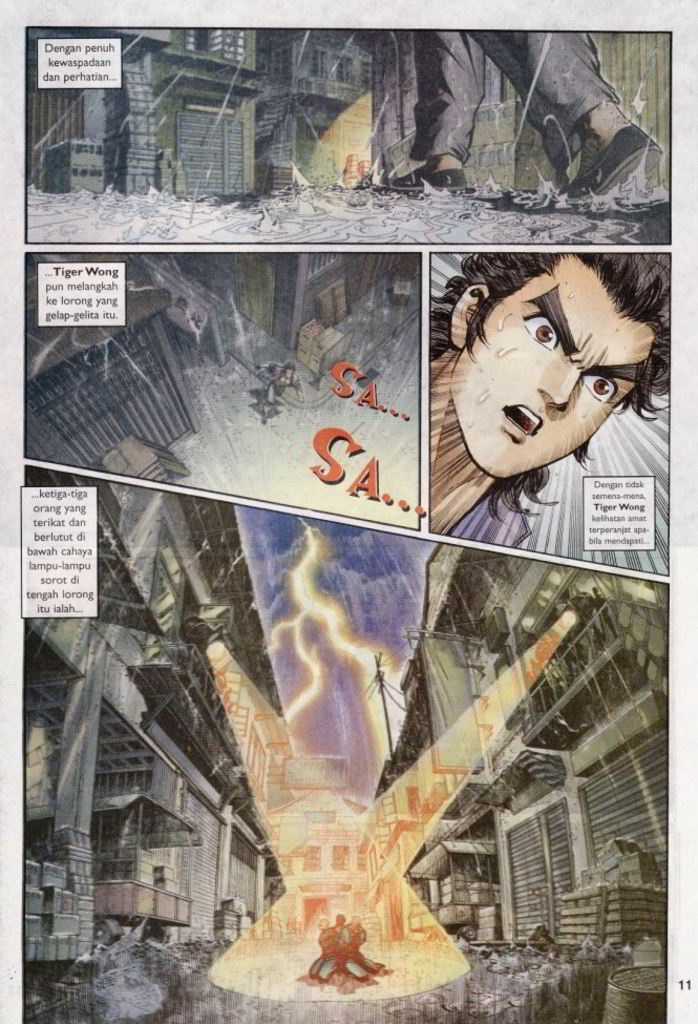 Dengan penuh
kewaspadaan
dan perhatian...
...Tiger Wong
pun melangkah
ke lorong yang
gelap-gelita itu.
SA...
SA...
Dengan tidak
semena-mena,
Tiger Wong
kelihatan amat
terperanjat apa-
bila mendapati...
...ketiga-tiga
orang yang
terikat dan
berlutut di
bawah cahaya
lampu-lampu
sorot di
tengah lorong
itu ialah...
11